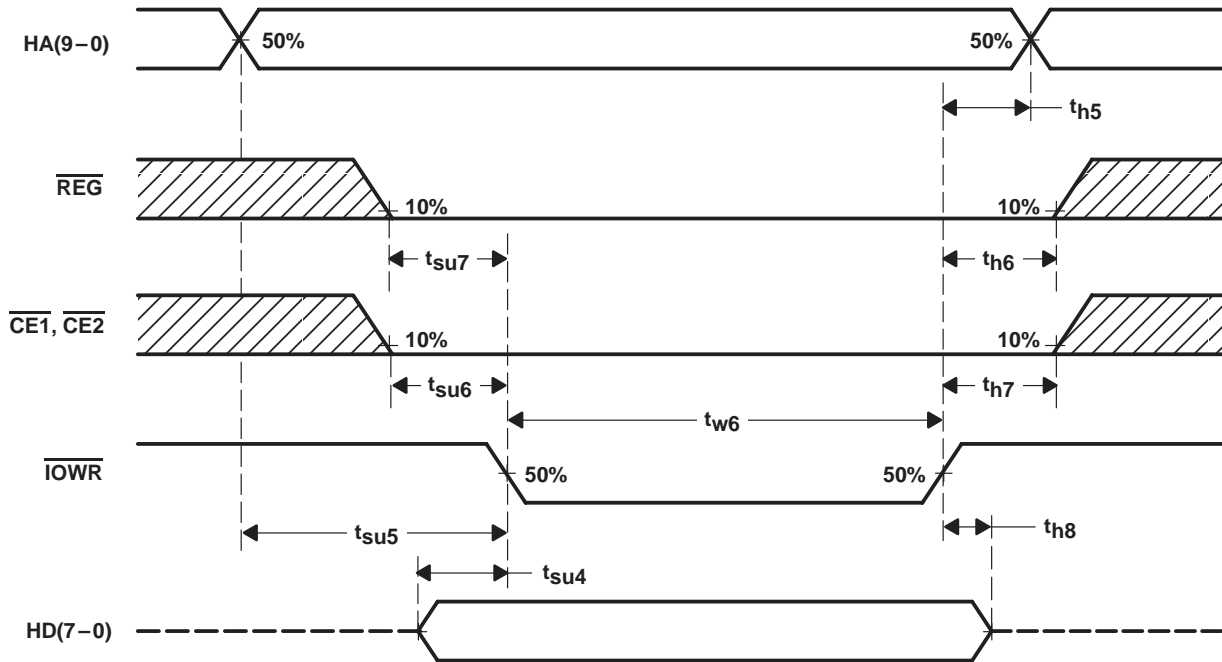 HA(9–0) 50% 50%
th5
REG 10% 10%
tsu7 th6
CE1, CE2 10% 10%
tsu6 th7
tw6
IOWR 50% 50%
tsu5 th8
tsu4
HD(7–0)